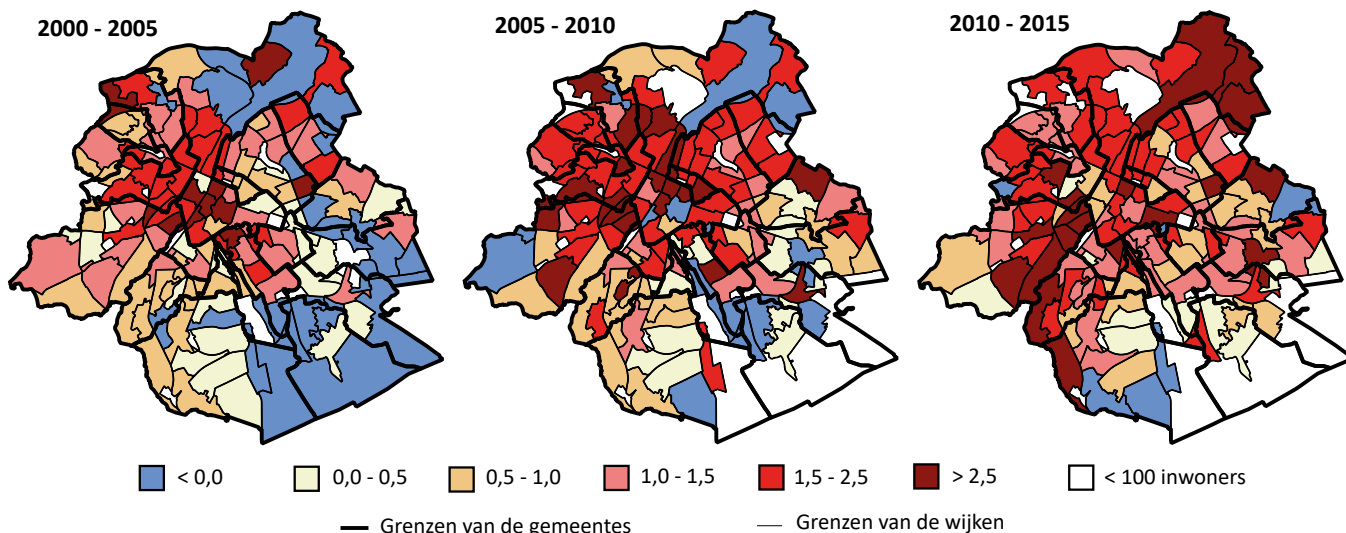 2000 - 2005
2005 - 2010
2010 - 2015
< 0,0
0,0 - 0,5
0,5 - 1,0
1,0 - 1,5
1,5 - 2,5
> 2,5
< 100 inwoners
Grenzen van de gemeentes
Grenzen van de wijken